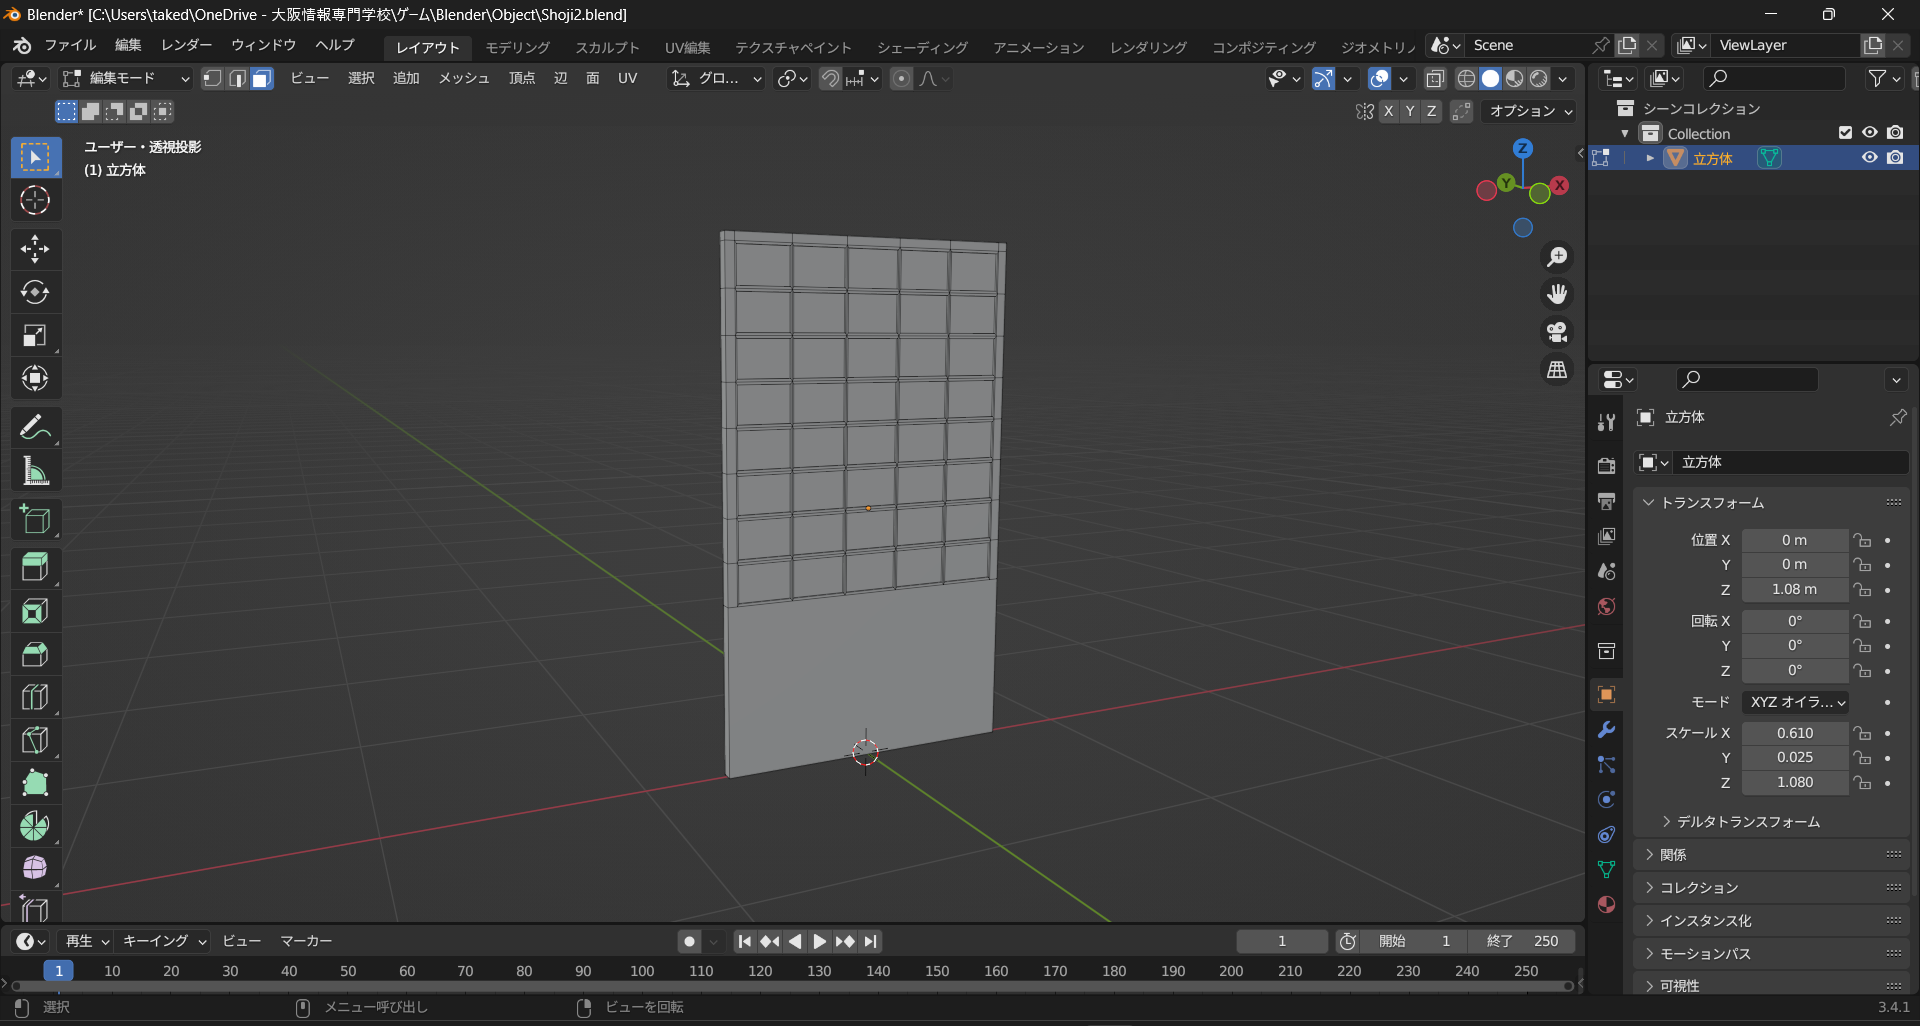 Blender* [C:\Users\taked\OneDrive - 大阪情報専門学校\ゲーム\Blender\Object\Shoji2.blend]
ファイル 編集 レンダー ウィンドウ ヘルプ レイアウト モデリング スカルプト UV編集 テクスチャペイント シェーディング アニメーション レンダリング コンポジティング ジオメトリノ Scene ViewLayer
編集モード ビュー 選択 追加 メッシュ 頂点 辺 面 UV グロ...
X Y Z オプション
ユーザー・透視投影
(1) 立方体
Z
Y X
シーンコレクション
Collection
立方体
立方体
立方体
トランスフォーム
位置 X 0 m
Y 0 m
Z 1.08 m
回転 X 0°
Y 0°
Z 0°
モード XYZ オイラ...
スケール X 0.610
Y 0.025
Z 1.080
デルタトランスフォーム
関係
コレクション
インスタンス化
モーションパス
可視性
再生 キーイング ビュー マーカー 1 開始 1 終了 250
1 10 20 30 40 50 60 70 80 90 100 110 120 130 140 150 160 170 180 190 200 210 220 230 240 250
選択 メニュー呼び出し ビューを回転 3.4.1